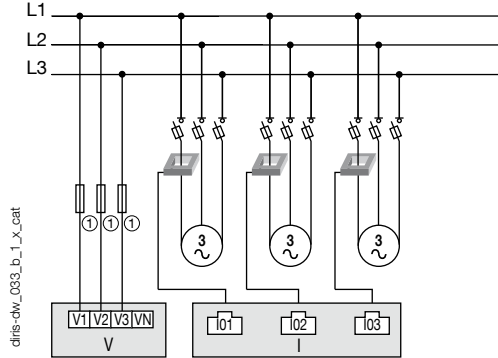 L1
L2
L3
1 1 1
3 3 3
V1 V2 V3 VN
V
I01 I02 I03
I
diris-dw_033_b_1_x_cat